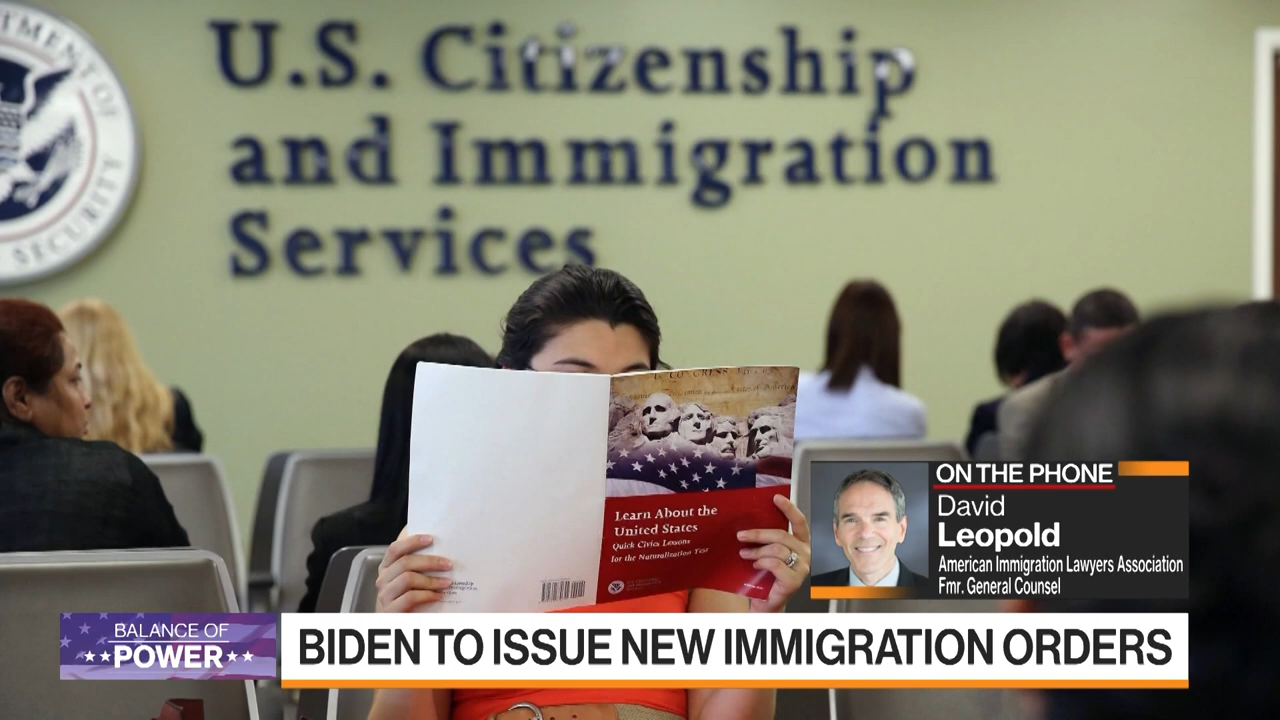 U.S. Citizenship
and Immigration
Services
SECURITY
Learn About the
United States
Quick Civics Lessons
for the Naturalization Test
ON THE PHONE
David
Leopold
American Immigration Lawyers Association
Fmr. General Counsel
BALANCE OF
POWER
BIDEN TO ISSUE NEW IMMIGRATION ORDERS